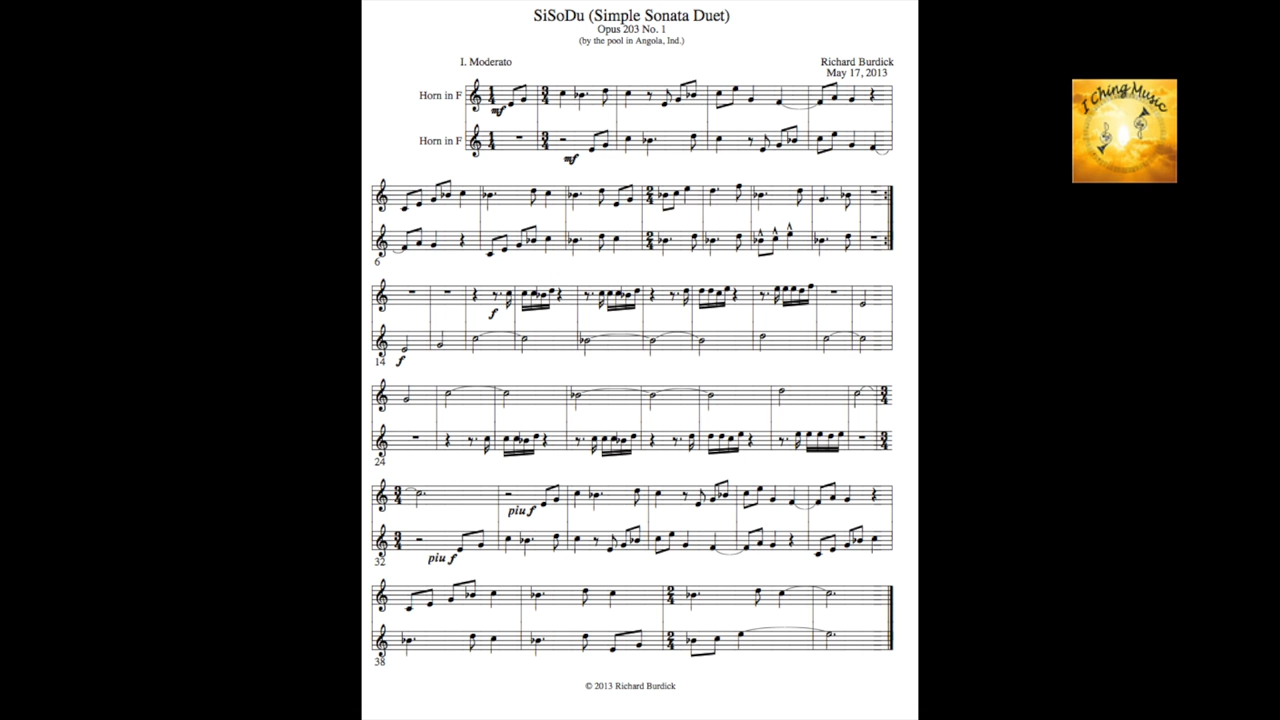 SiSoDu (Simple Sonata Duet)
Opus 203 No. 1
(by the pool in Angola, Ind.)
I. Moderato
Richard Burdick
May 17, 2013
Horn in F
mf
Horn in F
mf
6
f
14
f
24
piu f
32
piu f
38
© 2013 Richard Burdick
I Ching Music